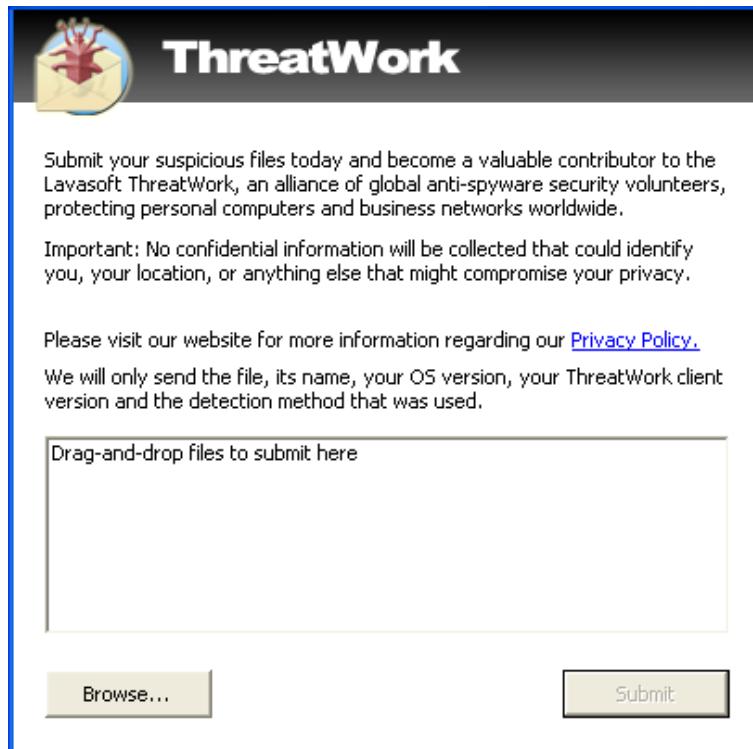 ThreatWork
Submit your suspicious files today and become a valuable contributor to the
Lavasoft ThreatWork, an alliance of global anti-spyware security volunteers,
protecting personal computers and business networks worldwide.
Important: No confidential information will be collected that could identify
you, your location, or anything else that might compromise your privacy.
Please visit our website for more information regarding our Privacy Policy.
We will only send the file, its name, your OS version, your ThreatWork client
version and the detection method that was used.
Drag-and-drop files to submit here
Browse...
Submit